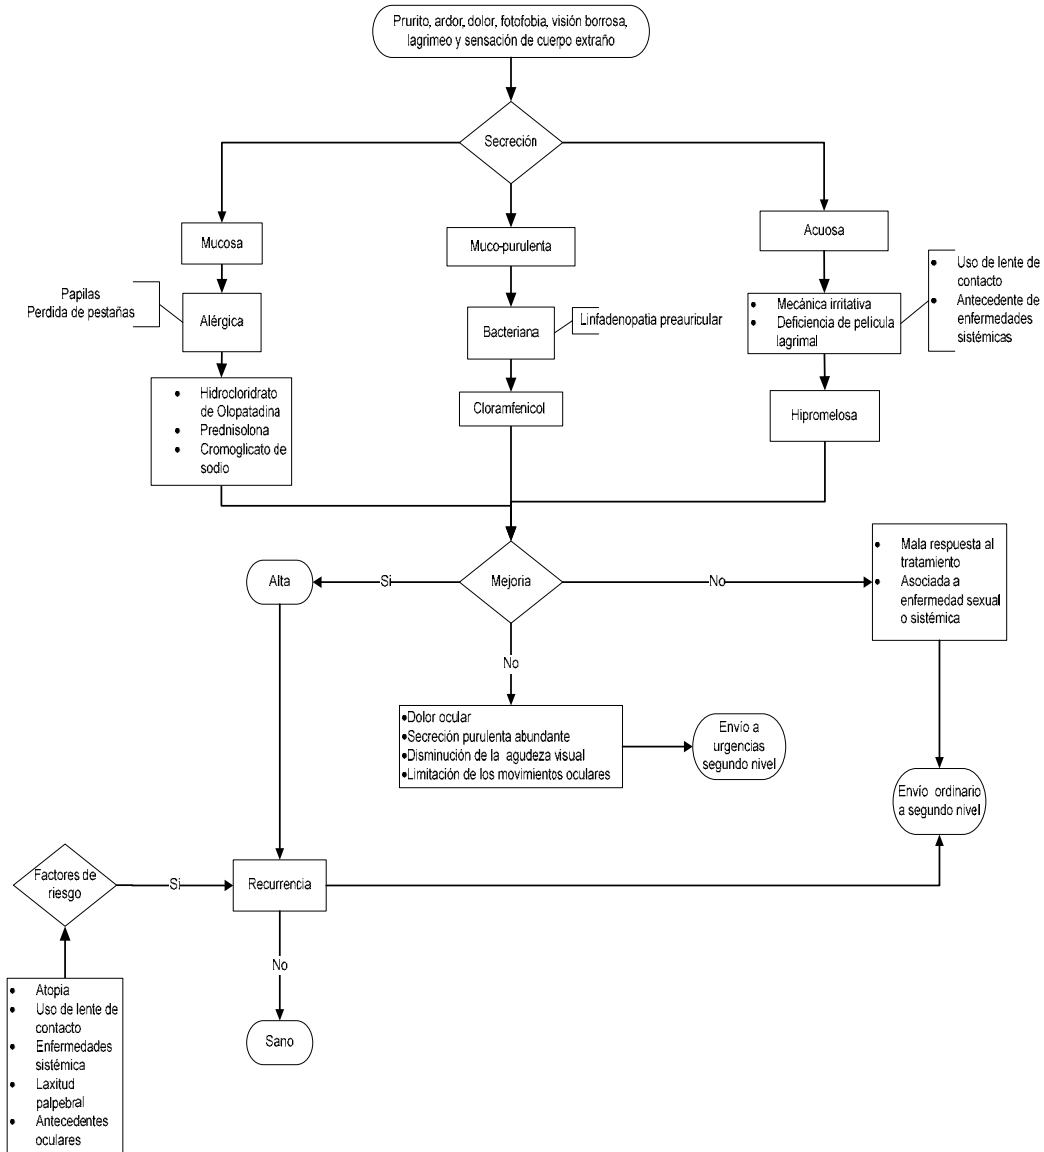 Prurito, ardor, dolor, fotofobia, visión borrosa,
lagrimeo y sensación de cuerpo extraño
Secreción
Mucosa
Muco-purulenta
Acuosa
Papilas
Perdida de pestañas
Alérgica
Bacteriana
Linfadenopatia preauricular
• Mecánica irritativa
• Deficiencia de pelicula
lagrimal
• Uso de lente de
contacto
• Antecedente de
enfermedades
sistémicas
• Hidrocloridrato
de Olopatadina
• Prednisolona
• Cromoglicato de
sodio
Cloramfenicol
Hipromelosa
Alta
Si
Mejoria
No
• Mala respuesta al
tratamiento
• Asociada a
enfermedad sexual
o sistémica
No
•Dolor ocular
•Secreción purulenta abundante
•Disminución de la agudeza visual
•Limitación de los movimientos oculares
Envío a
urgencias
segundo nivel
Envío ordinario
a segundo nivel
Factores de
riesgo
Si
Recurrencia
No
Sano
• Atopia
• Uso de lente de
contacto
• Enfermedades
sistémica
• Laxitud
palpebral
• Antecedentes
oculares